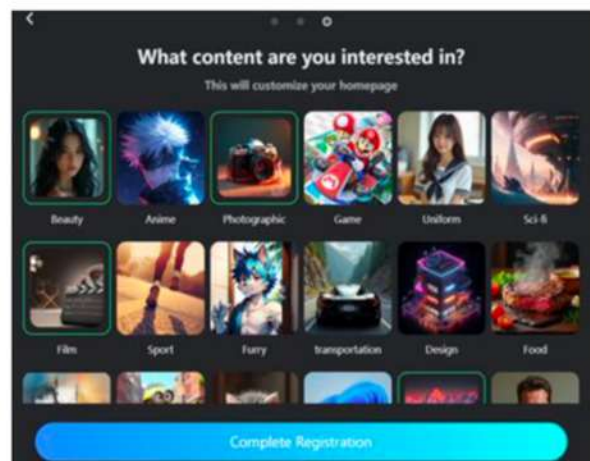 What content are you interested in?
This will customize your homepage
Beauty
Anime
Photographic
Game
Uniform
Sci-fi
Film
Sport
Furry
transportation
Design
Food
Complete Registration